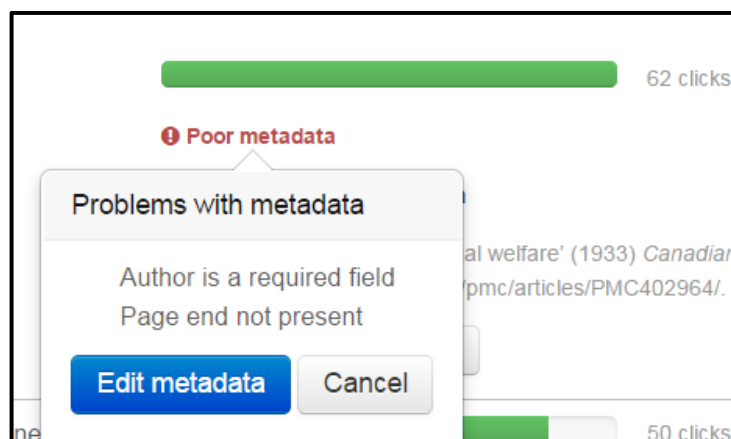 62 clicks
Poor metadata
Problems with metadata
al welfare' (1933) Canadian
Author is a required field
/pmc/articles/PMC402964/.
Page end not present
Edit metadata
Cancel
50 clicks